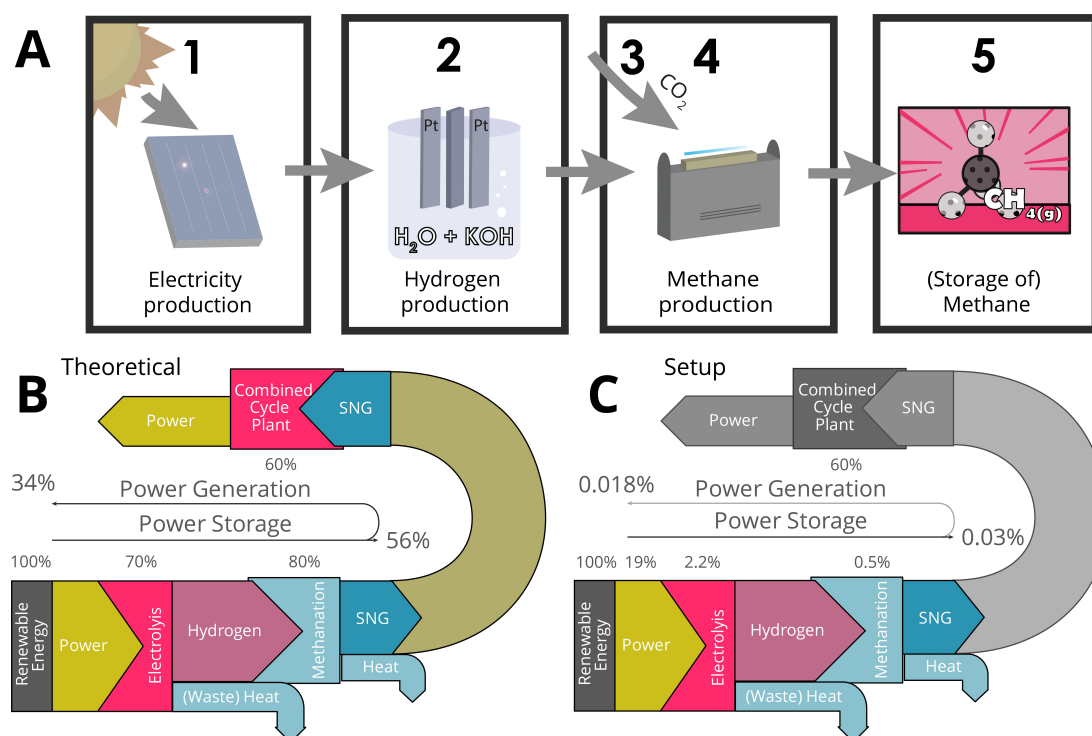 A
1
2
3
4
5
CO2
Pt
Pt
H2O + KOH
CH4(g)
Electricity
production
Hydrogen
production
Methane
production
(Storage of)
Methane
B
Theoretical
Power
Combined
Cycle
Plant
SNG
60%
34%
Power Generation
Power Storage
56%
100%
70%
80%
Renewable
Energy
Power
Electrolyis
Hydrogen
Methanation
SNG
(Waste) Heat
Heat
C
Setup
Power
Combined
Cycle
Plant
SNG
60%
0.018%
Power Generation
Power Storage
0.03%
100%
19%
2.2%
0.5%
Renewable
Energy
Power
Electrolyis
Hydrogen
Methanation
SNG
(Waste) Heat
Heat